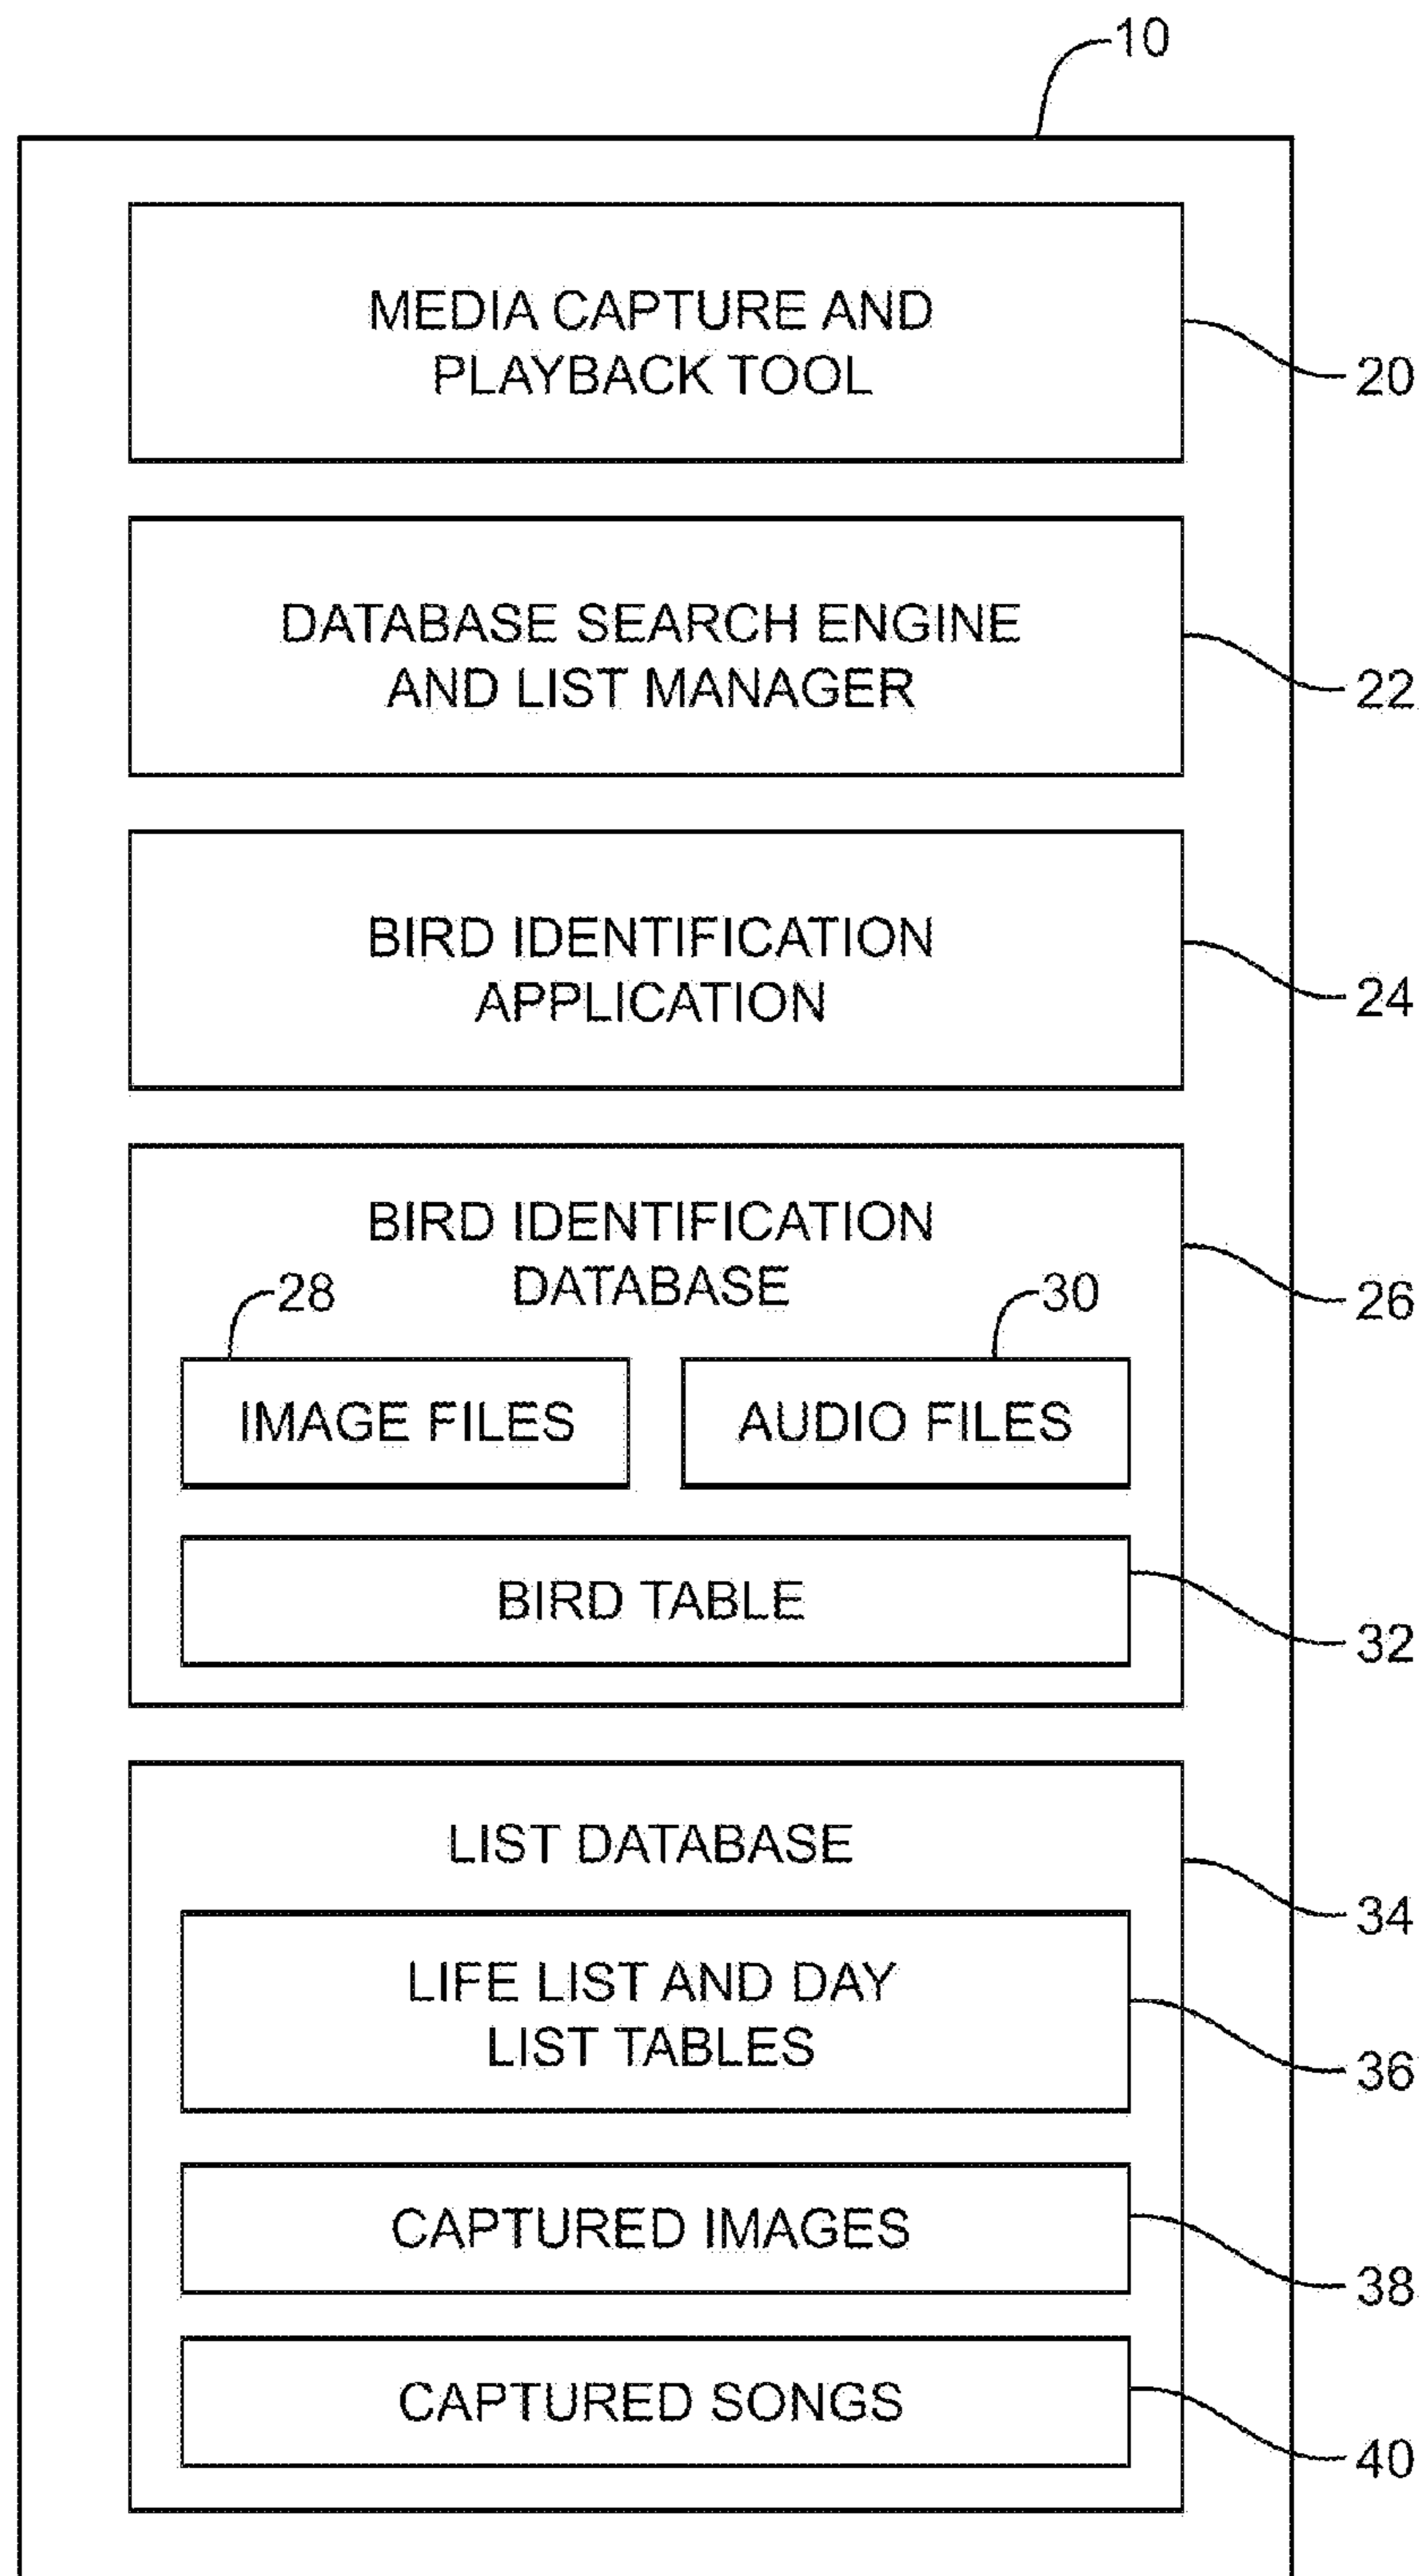 10
MEDIA CAPTURE AND
PLAYBACK TOOL
20
DATABASE SEARCH ENGINE
AND LIST MANAGER
22
BIRD IDENTIFICATION
APPLICATION
24
BIRD IDENTIFICATION
DATABASE
26
28
30
IMAGE FILES
AUDIO FILES
BIRD TABLE
32
LIST DATABASE
34
LIFE LIST AND DAY
LIST TABLES
36
CAPTURED IMAGES
38
CAPTURED SONGS
40